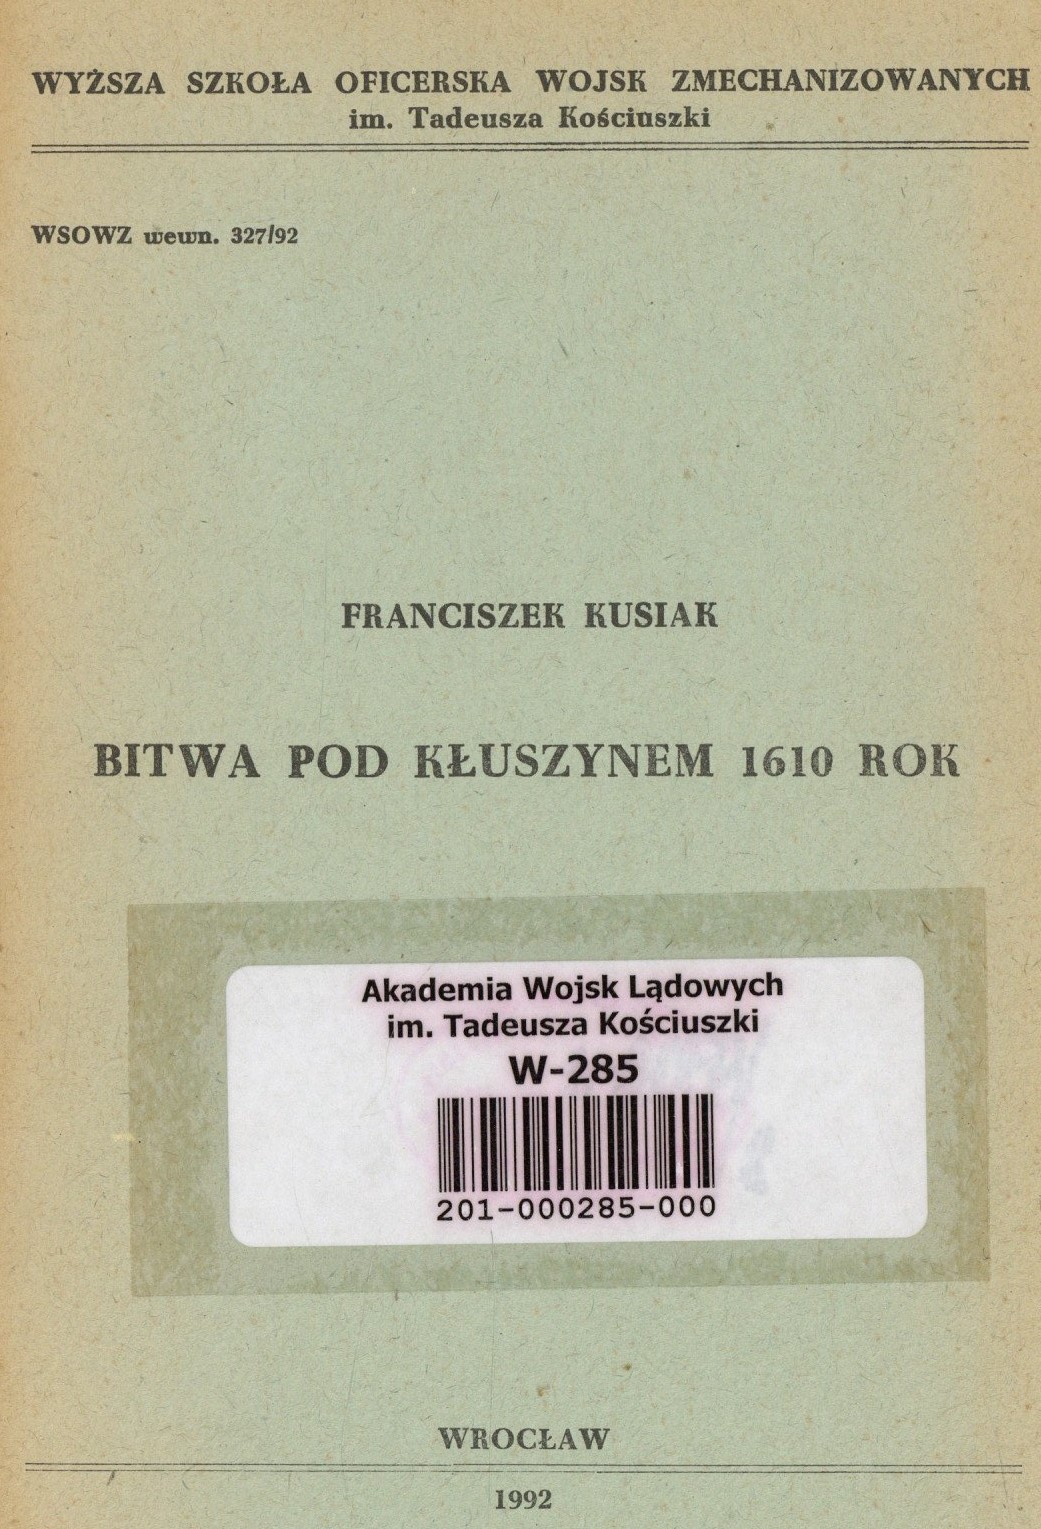 WYŻSZA SZKOŁA OFICERSKA WOJSK ZMECHANIZOWANYCH
im. Tadeusza Kościuszki
WSOWZ wewn. 327/92
FRANCISZEK KUSIAK
BITWA POD KŁUSZYNEM 1610 ROK
Akademia Wojsk Lądowych
im. Tadeusza Kościuszki
W-285
201-000285-000
WROCŁAW
1992